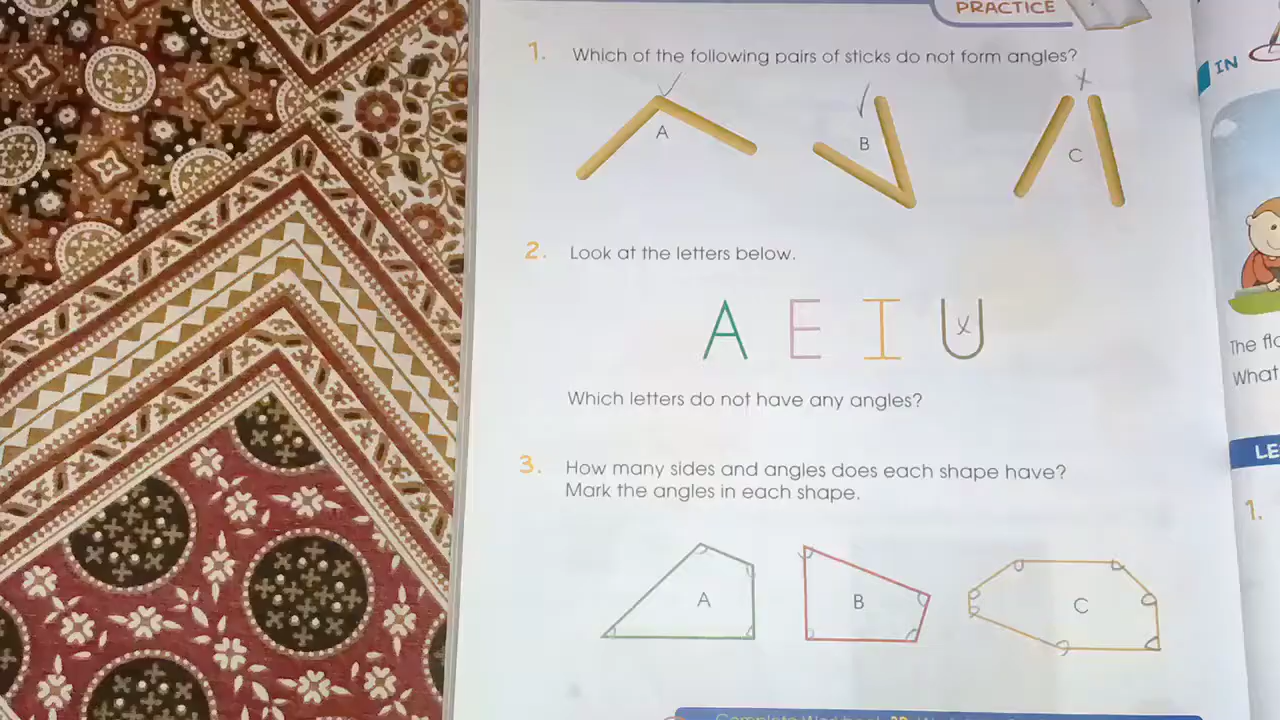 PRACTICE
1. Which of the following pairs of sticks do not form angles?
A
B
C
2. Look at the letters below.
A E I U
Which letters do not have any angles?
3. How many sides and angles does each shape have?
Mark the angles in each shape.
A
B
C
IN
The
What
LE
1.